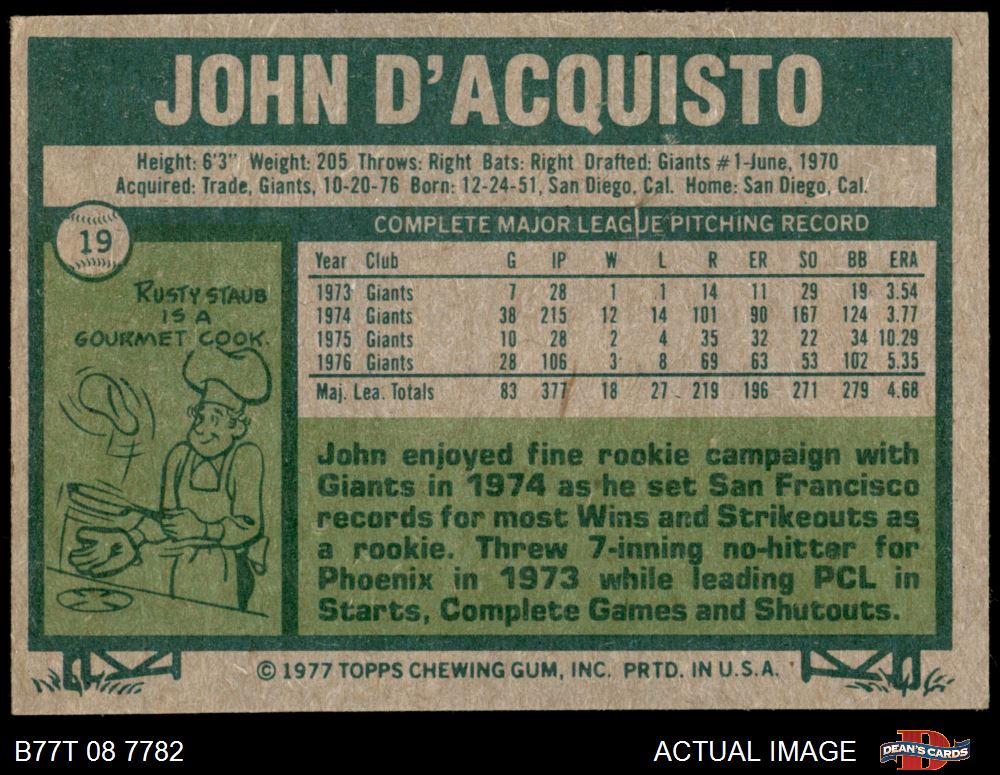 JOHN D'ACQUISTO
Height: 6'3" Weight: 205 Throws: Right Bats: Right Drafted: Giants #1-June, 1970
Acquired: Trade, Giants, 10-20-76 Born: 12-24-51, San Diego, Cal. Home: San Diego, Cal.
19
RUSTY STAUB
IS A
GOURMET COOK.
COMPLETE MAJOR LEAGUE PITCHING RECORD
Year Club G IP W L R ER SO BB ERA
1973 Giants 7 28 1 1 14 11 29 19 3.54
1974 Giants 38 215 12 14 101 90 167 124 3.77
1975 Giants 10 28 2 4 35 32 22 34 10.29
1976 Giants 28 106 3 8 69 63 53 102 5.35
Maj. Lea. Totals 83 377 18 27 219 196 271 279 4.68
John enjoyed fine rookie campaign with
Giants in 1974 as he set San Francisco
records for most Wins and Strikeouts as
a rookie. Threw 7-inning no-hitter for
Phoenix in 1973 while leading PCL in
Starts, Complete Games and Shutouts.
© 1977 TOPPS CHEWING GUM, INC. PRTD. IN U.S.A.
B77T 08 7782
ACTUAL IMAGE
D
DEAN'S CARDS